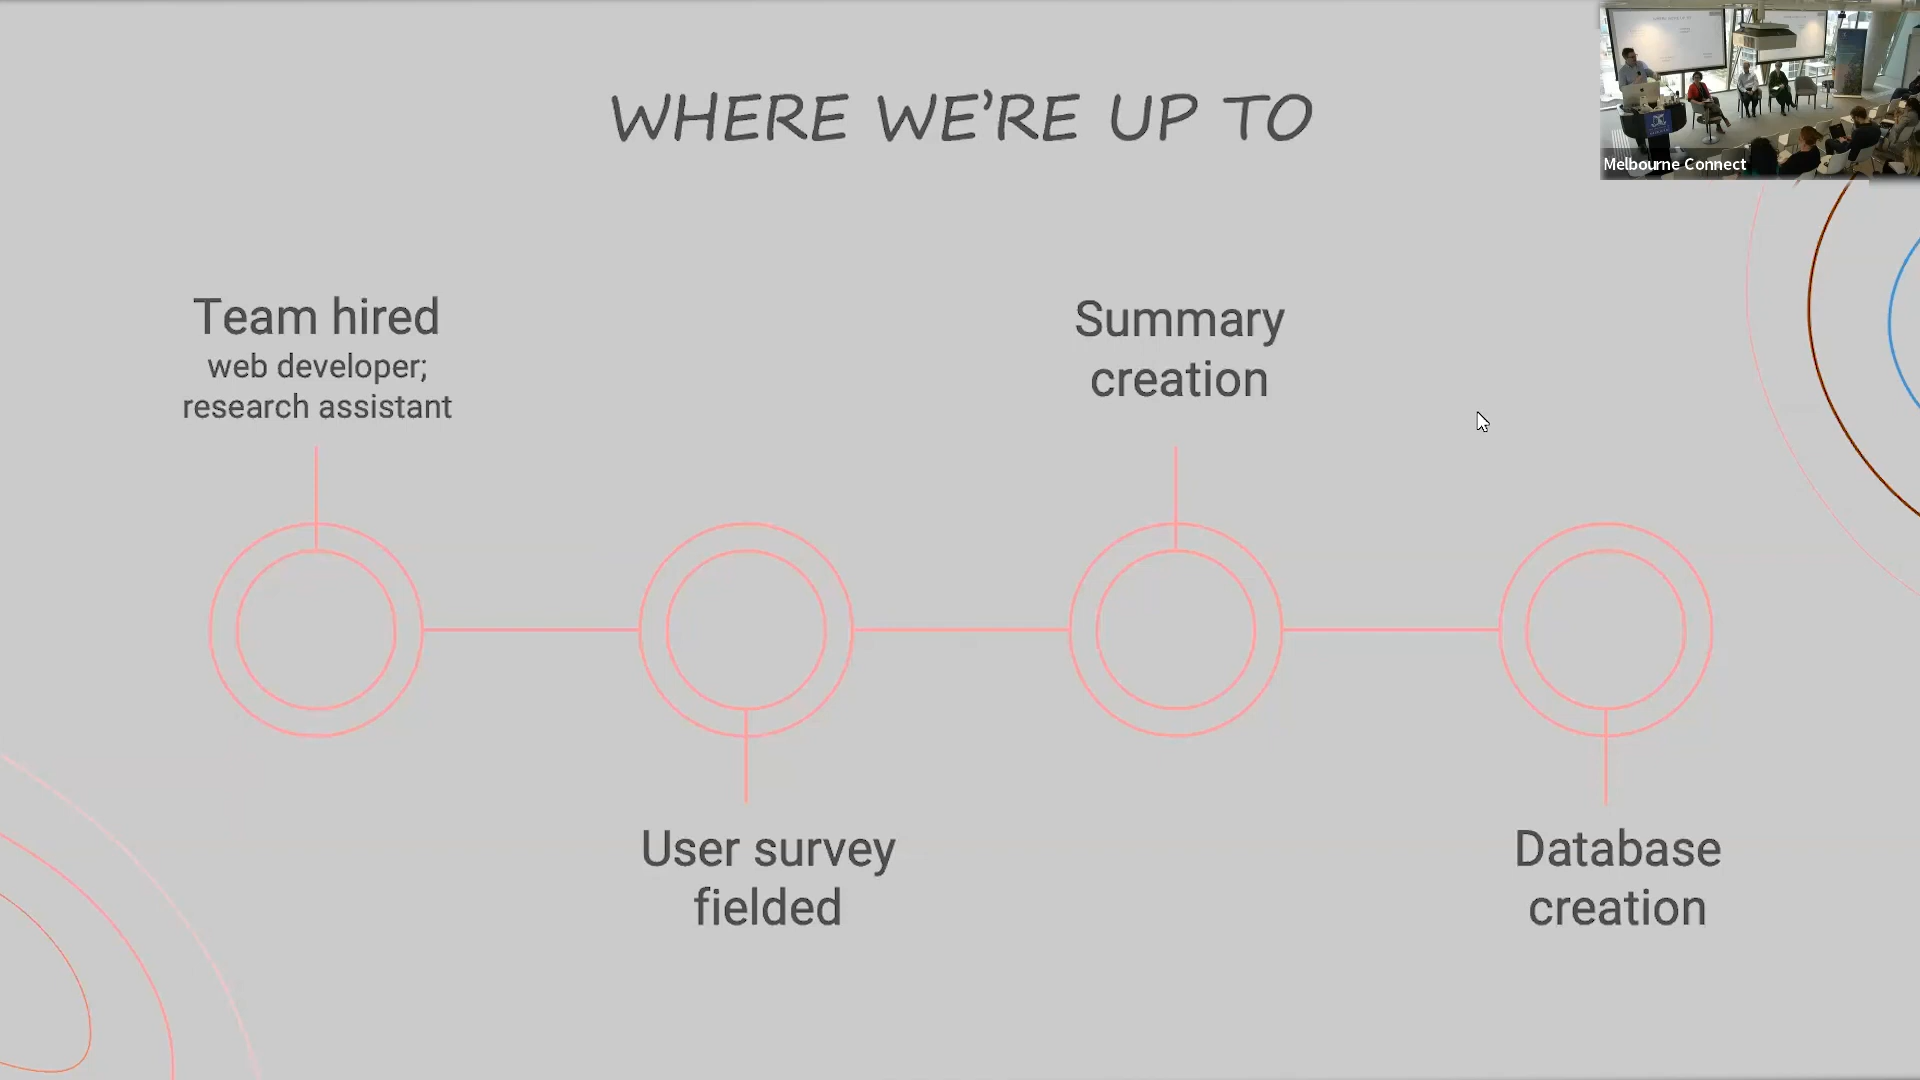 WHERE WE'RE UP TO
Melbourne Connect
Team hired
web developer;
research assistant
Summary
creation
User survey
fielded
Database
creation